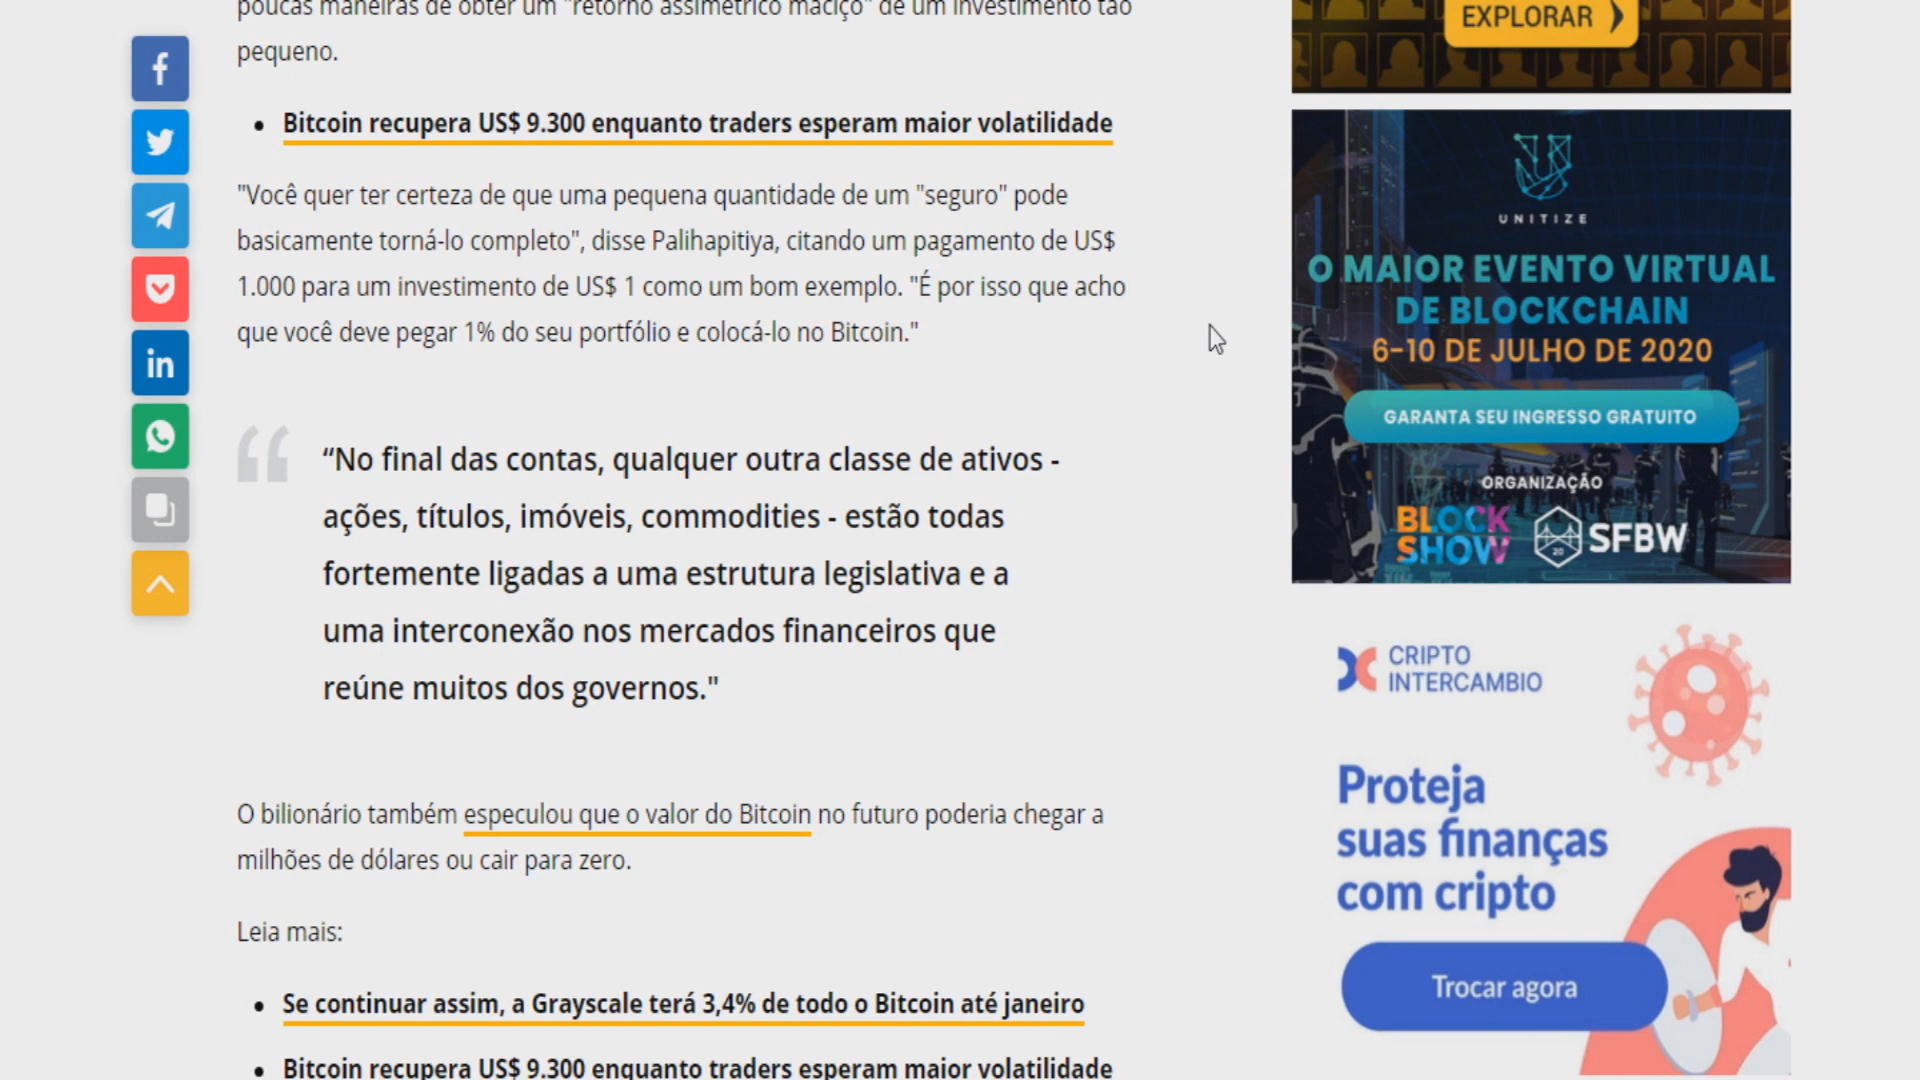 poucas maneiras de obter um "retorno assimétrico maciço" de um investimento tão
pequeno.
Bitcoin recupera US$ 9.300 enquanto traders esperam maior volatilidade
"Você quer ter certeza de que uma pequena quantidade de um "seguro" pode
basicamente torná-lo completo", disse Palihapitiya, citando um pagamento de US$
1.000 para um investimento de US$ 1 como um bom exemplo. "É por isso que acho
que você deve pegar 1% do seu portfólio e colocá-lo no Bitcoin."
“No final das contas, qualquer outra classe de ativos -
ações, títulos, imóveis, commodities - estão todas
fortemente ligadas a uma estrutura legislativa e a
uma interconexão nos mercados financeiros que
reúne muitos dos governos."
O bilionário também especulou que o valor do Bitcoin no futuro poderia chegar a
milhões de dólares ou cair para zero.
Leia mais:
Se continuar assim, a Grayscale terá 3,4% de todo o Bitcoin até janeiro
Bitcoin recupera US$ 9.300 enquanto traders esperam maior volatilidade
EXPLORAR
UNITIZE
O MAIOR EVENTO VIRTUAL
DE BLOCKCHAIN
6-10 DE JULHO DE 2020
GARANTA SEU INGRESSO GRATUITO
ORGANIZAÇÃO
BLOCK
SHOW
20
SFBW
CRIPTO
INTERCAMBIO
Proteja
suas finanças
com cripto
Trocar agora